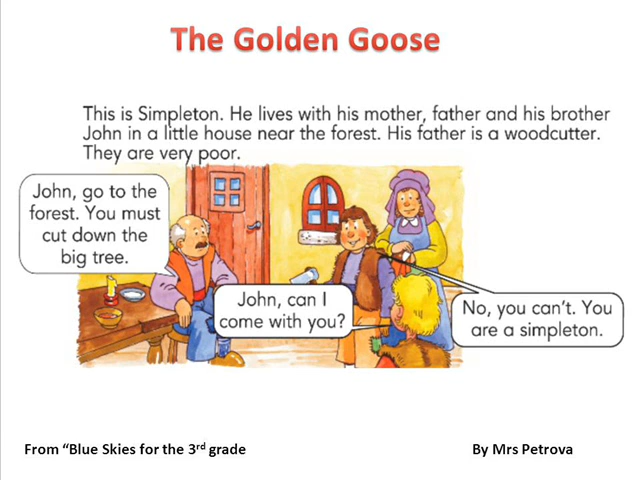 The Golden Goose
This is Simpleton. He lives with his mother, father and his brother
John in a little house near the forest. His father is a woodcutter.
They are very poor.
John, go to the
forest. You must
cut down the
big tree.
John, can I
come with you?
No, you can't. You
are a simpleton.
From “Blue Skies for the 3rd grade
By Mrs Petrova